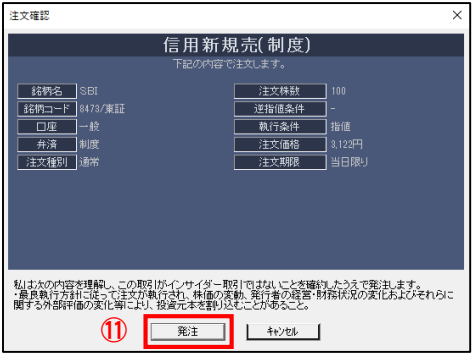 注文確認
信用新規売(制度)
下記の内容で注文します。
銘柄名 SBI 注文株数 100
銘柄コード 8473/東証 逆指値条件 -
口座 一般 執行条件 指値
弁済 制度 注文価格 3,122円
注文種別 通常 注文期限 当日限り
私は次の内容を理解し、この取引がインサイダー取引ではないことを確約したうえで発注します。
・最良執行方針に従って注文が執行され、株価の変動、発行者の経営・財務状況の変化およびそれらに
関する外部評価の変化等により、投資元本を割り込むことがあること。
⑪ 発注 キャンセル